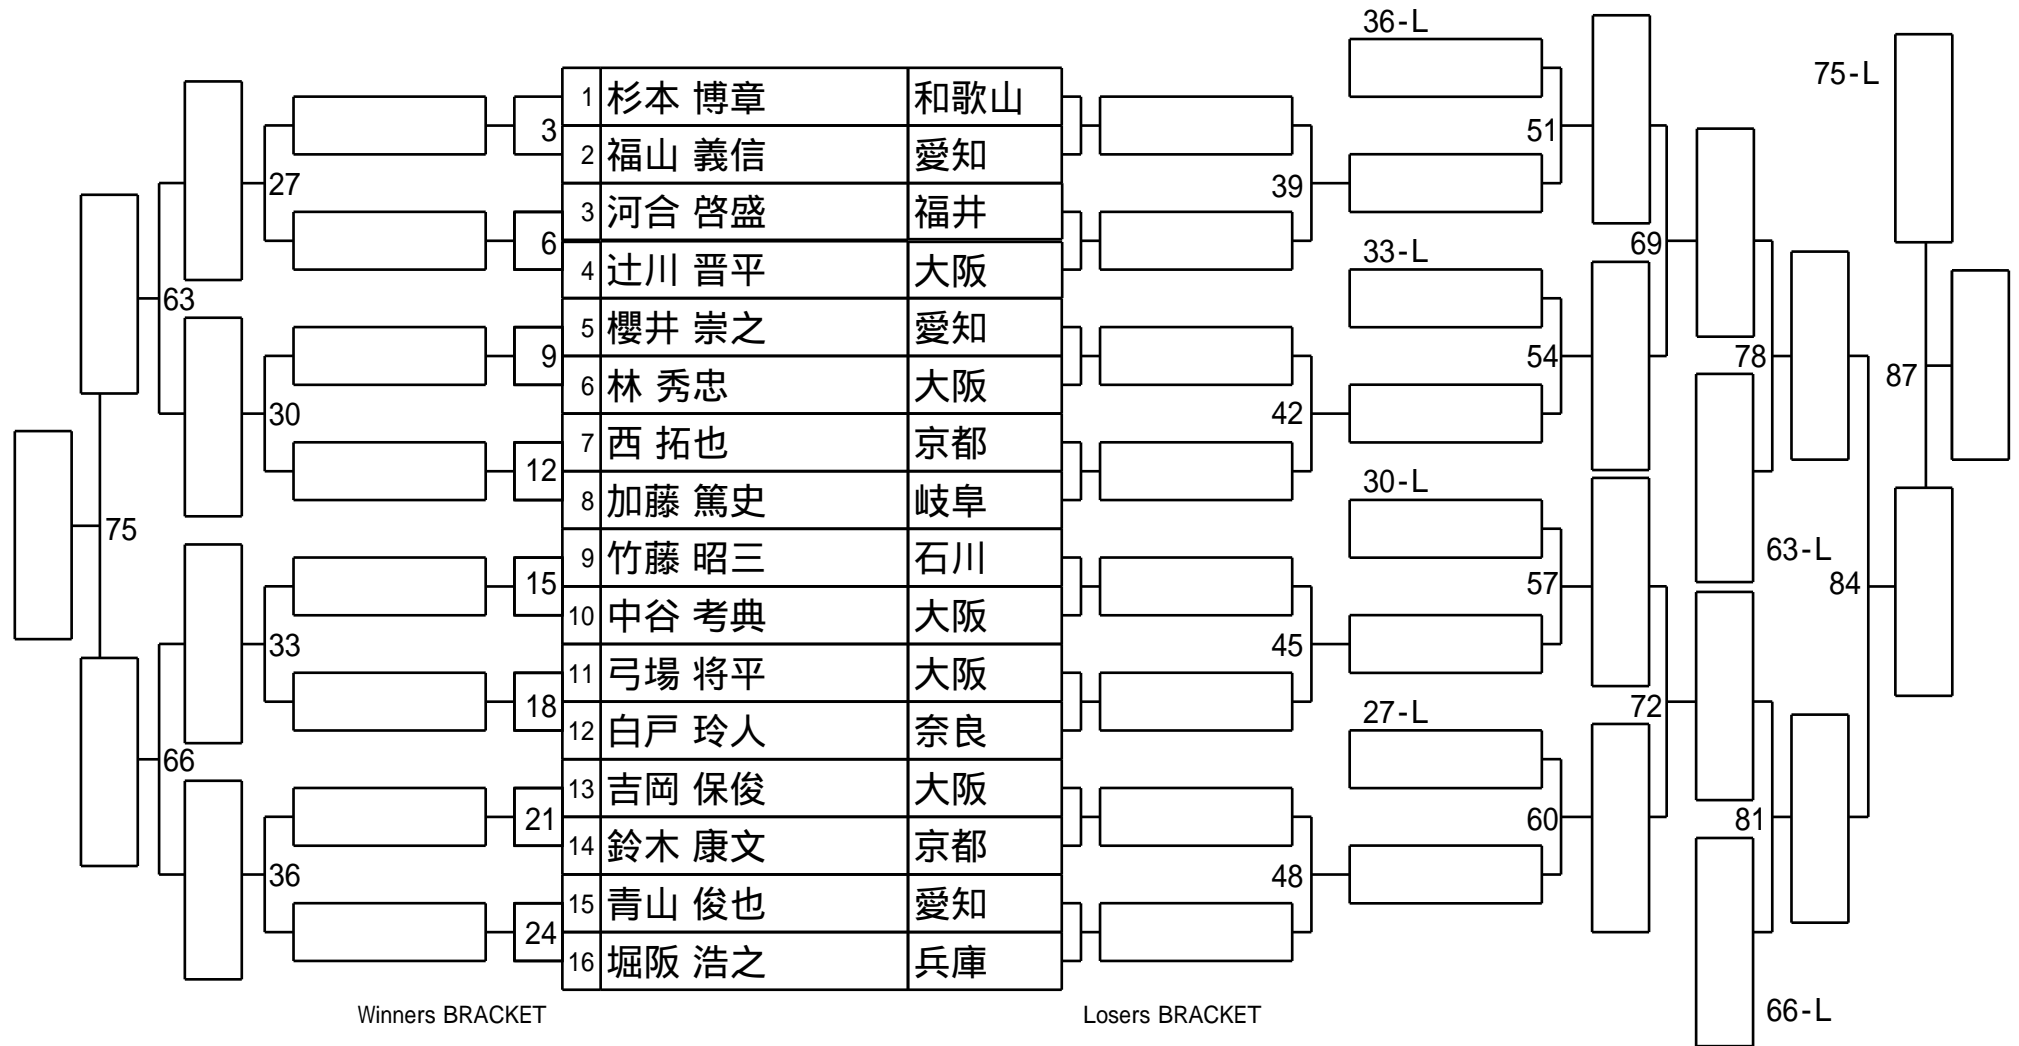 36-L
75-L
1 杉本 博章 和歌山
3
51
2 福山 義信 愛知
27
39
3 河合 啓盛 福井
6
69
33-L
4 辻川 晋平 大阪
63
5 櫻井 崇之 愛知
9
54
78
87
6 林 秀忠 大阪
30
42
7 西 拓也 京都
12
30-L
8 加藤 篤史 岐阜
75
9 竹藤 昭三 石川
63-L
15
57
84
10 中谷 考典 大阪
33
45
11 弓場 将平 大阪
18
72
27-L
12 白戸 玲人 奈良
66
13 吉岡 保俊 大阪
21
60
81
14 鈴木 康文 京都
36
48
15 青山 俊也 愛知
24
16 堀阪 浩之 兵庫
66-L
Winners BRACKET
Losers BRACKET